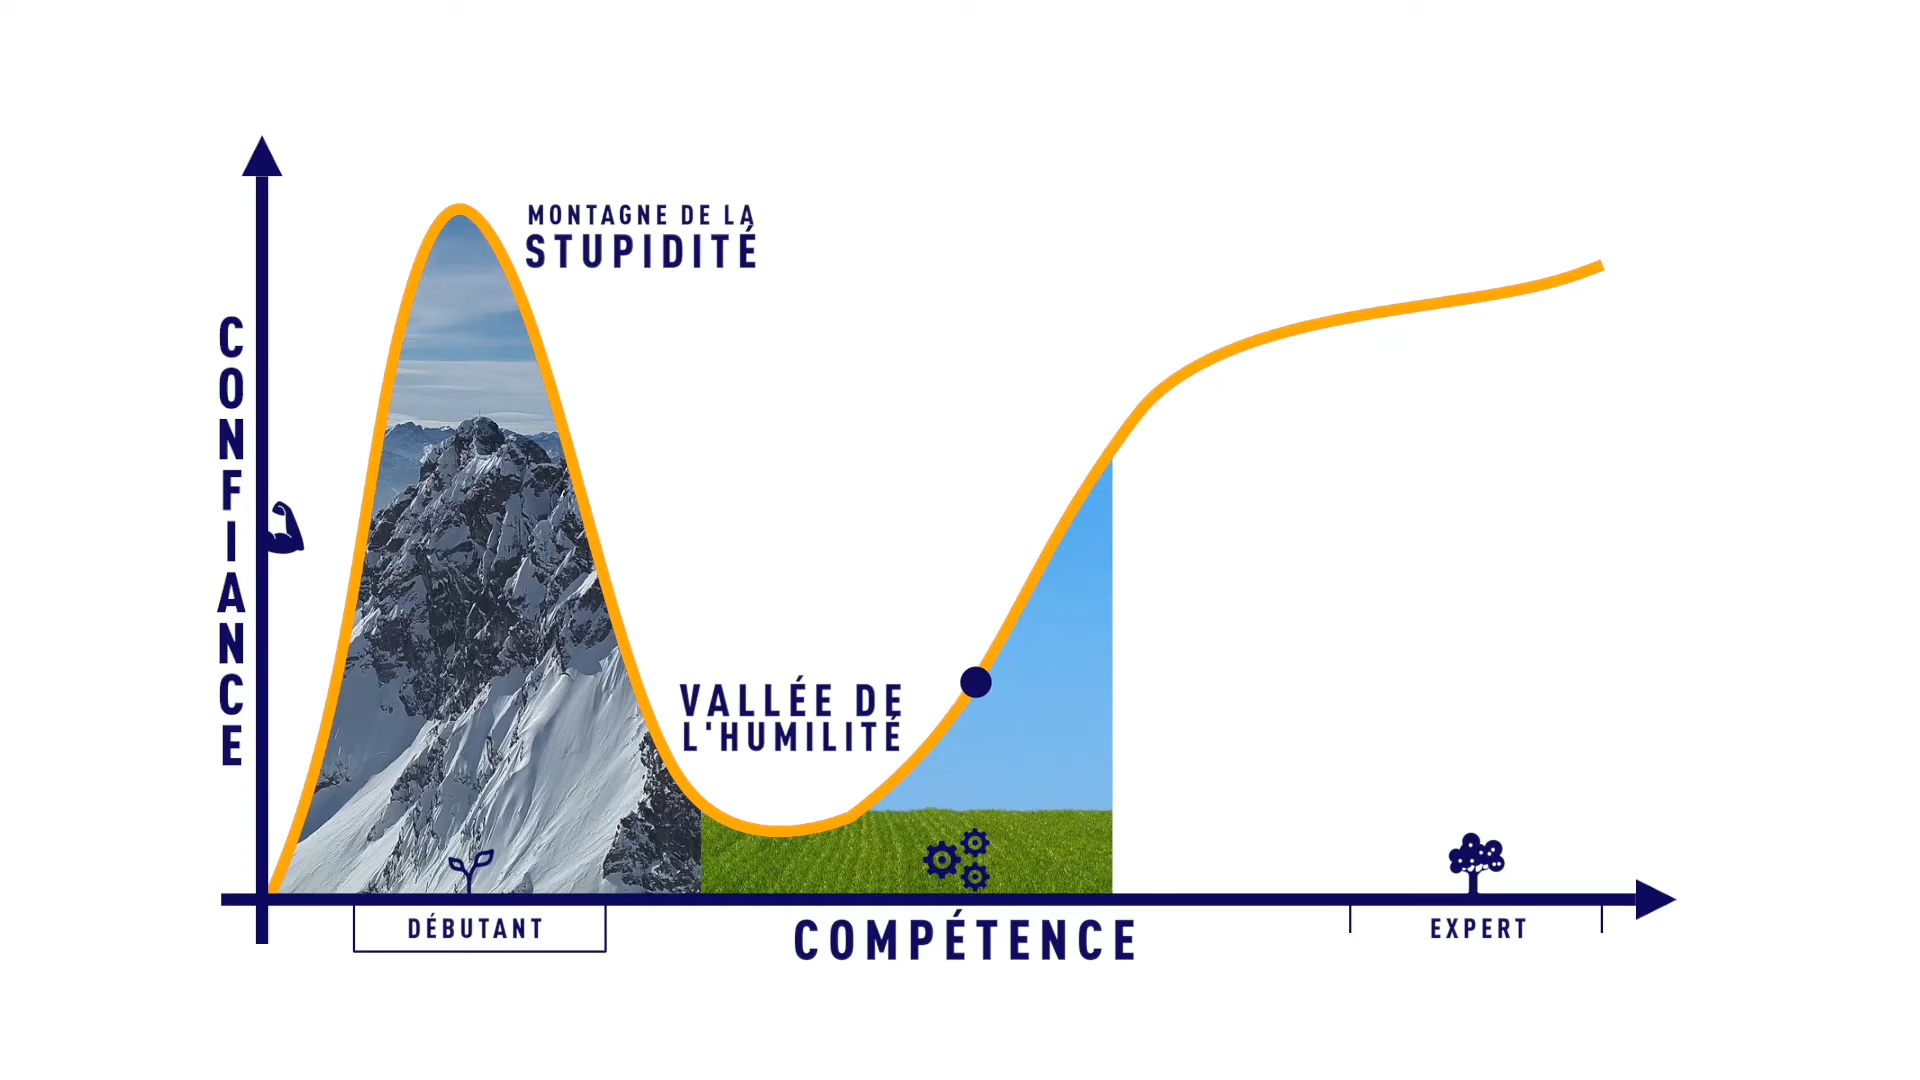 MONTAGNE DE LA
STUPIDITÉ
CONFIANCE
VALLÉE DE
L'HUMILITÉ
DÉBUTANT
COMPÉTENCE
EXPERT